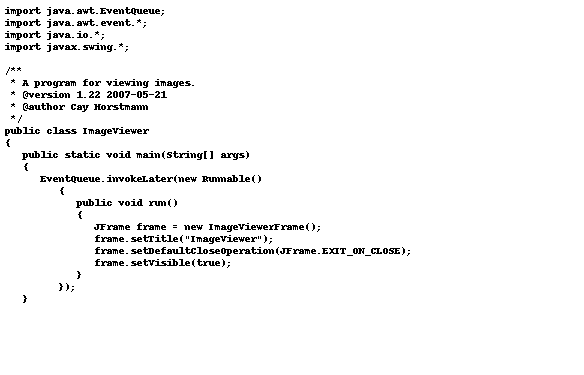 import java.awt.EventQueue;
import java.awt.event.*;
import java.io.*;
import javax.swing.*;

/**
 * A program for viewing images.
 * @version 1.22 2007-05-21
 * @author Cay Horstmann
 */
public class ImageViewer
{
   public static void main(String[] args)
   {
      EventQueue.invokeLater(new Runnable()
         {
            public void run()
            {
               JFrame frame = new ImageViewerFrame();
               frame.setTitle("ImageViewer");
               frame.setDefaultCloseOperation(JFrame.EXIT_ON_CLOSE);
               frame.setVisible(true);
            }
         });
   }